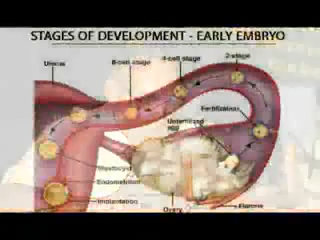 STAGES OF DEVELOPMENT - EARLY EMBRYO
2-stage
4-cell stage
8-cell stage
Uterus
Fertilization
Unfertilized
egg
Blastocyst
Endometrium
Implantation
Ovary
Fimbria